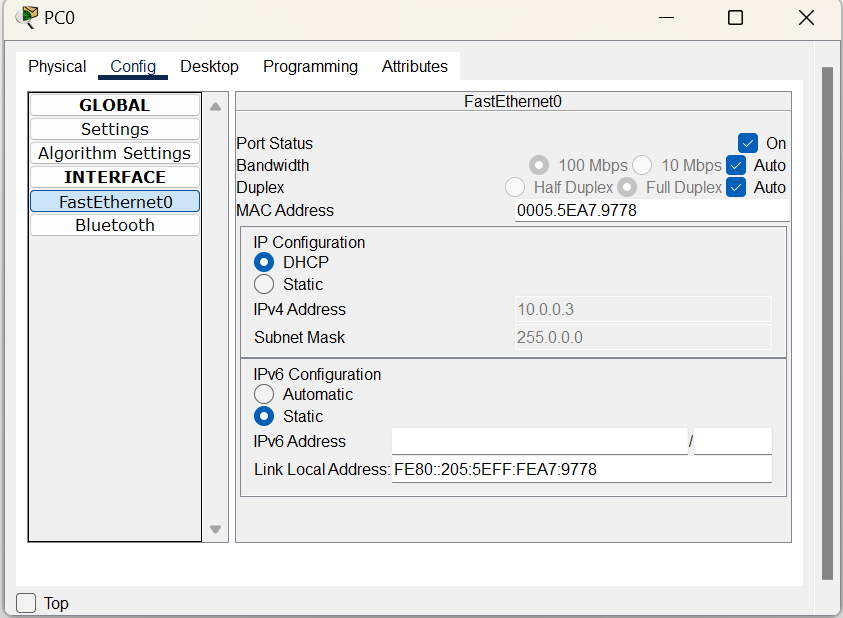 PC0
Physical Config Desktop Programming Attributes
GLOBAL
Settings
Algorithm Settings
INTERFACE
FastEthernet0
Bluetooth
FastEthernet0
Port Status On
Bandwidth 100 Mbps 10 Mbps Auto
Duplex Half Duplex Full Duplex Auto
MAC Address 0005.5EA7.9778
IP Configuration
DHCP
Static
IPv4 Address 10.0.0.3
Subnet Mask 255.0.0.0
IPv6 Configuration
Automatic
Static
IPv6 Address /
Link Local Address: FE80::205:5EFF:FEA7:9778
Top